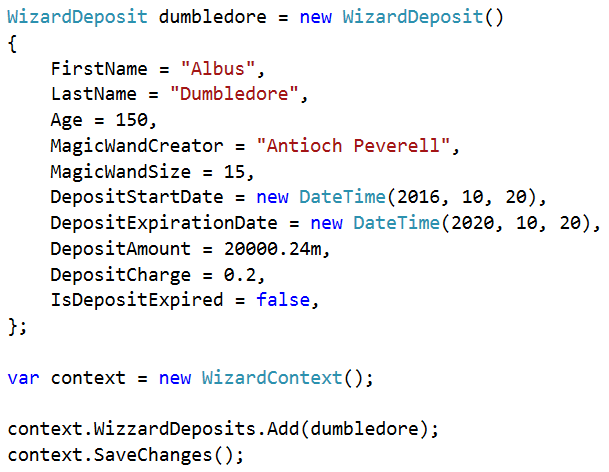 WizardDeposit dumbledore = new WizardDeposit()
{
    FirstName = "Albus",
    LastName = "Dumbledore",
    Age = 150,
    MagicWandCreator = "Antioch Peverell",
    MagicWandSize = 15,
    DepositStartDate = new DateTime(2016, 10, 20),
    DepositExpirationDate = new DateTime(2020, 10, 20),
    DepositAmount = 20000.24m,
    DepositCharge = 0.2,
    IsDepositExpired = false,
};
var context = new WizardContext();
context.WizzardDeposits.Add(dumbledore);
context.SaveChanges();